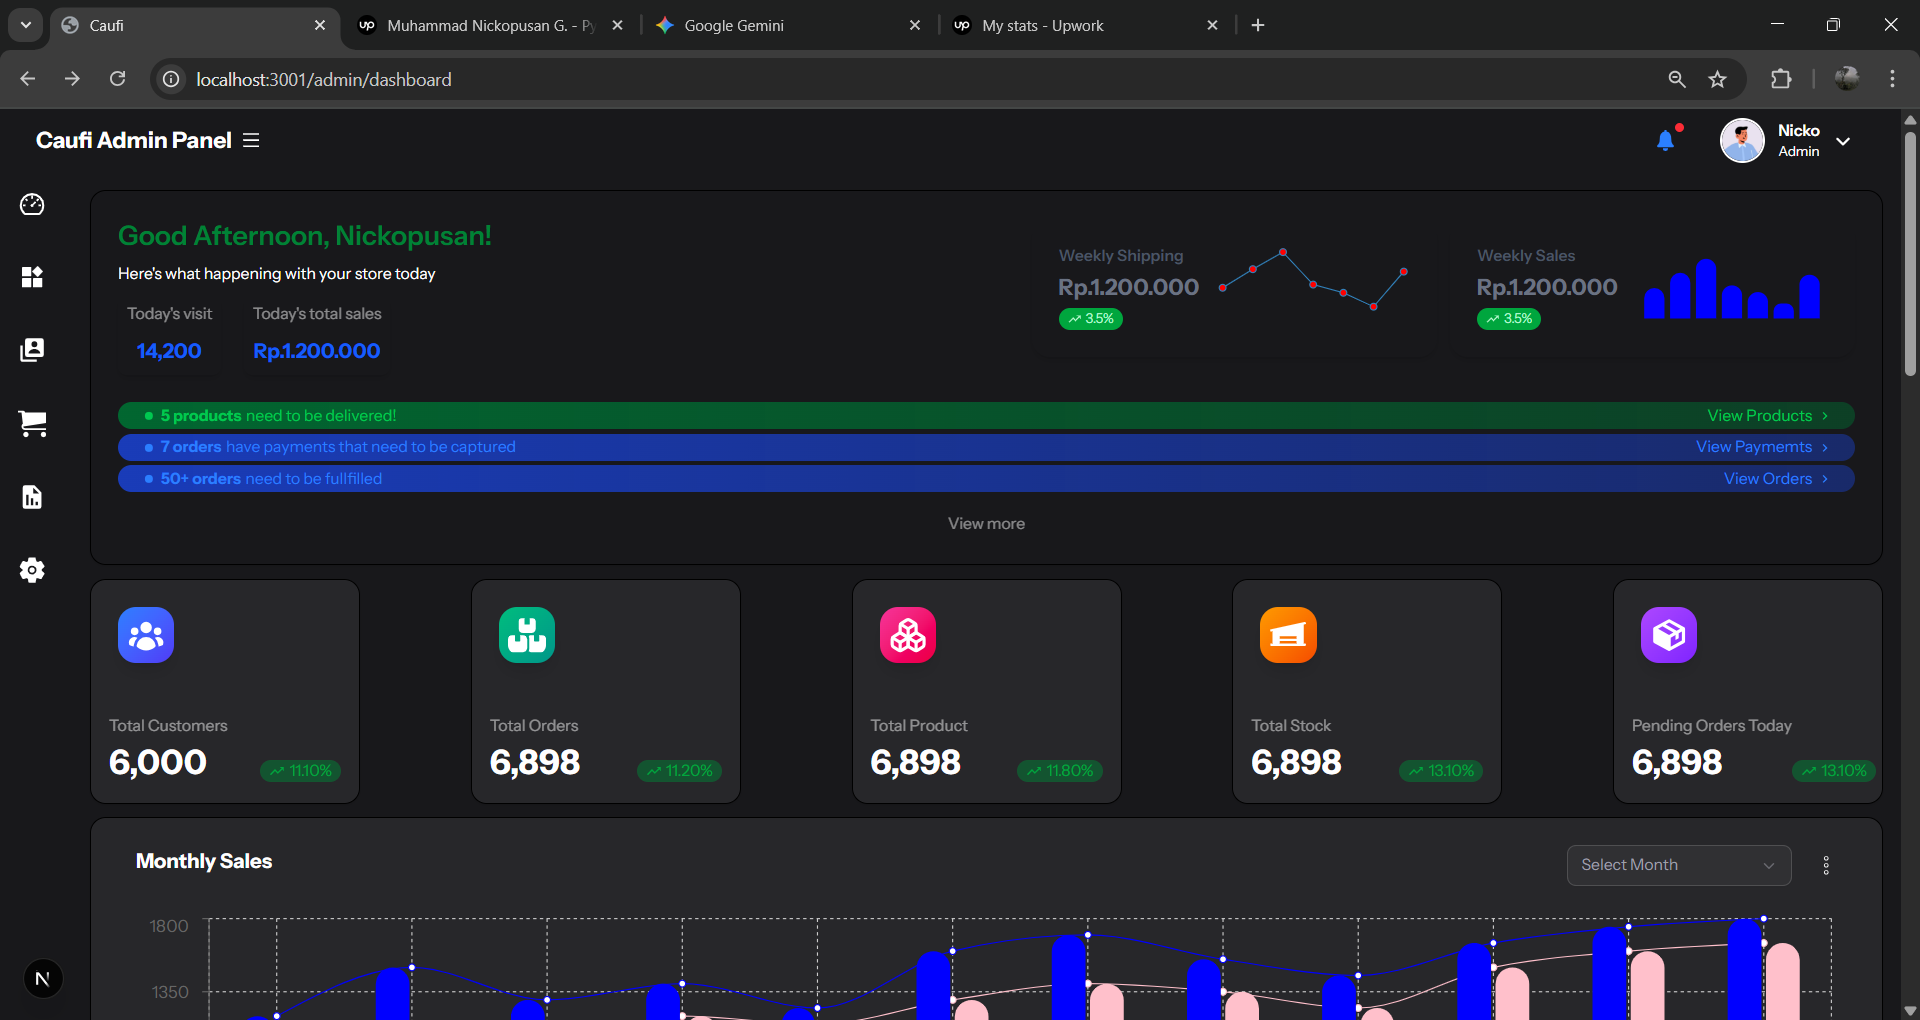 Caufi
Muhammad Nickopusan G. - Py
Google Gemini
My stats - Upwork
localhost:3001/admin/dashboard
Caufi Admin Panel
Nicko
Admin
Good Afternoon, Nickopusan!
Here's what happening with your store today
Today's visit
14,200
Today's total sales
Rp.1.200.000
Weekly Shipping
Rp.1.200.000
3.5%
Weekly Sales
Rp.1.200.000
3.5%
5 products need to be delivered!
View Products
7 orders have payments that need to be captured
View Paymemts
50+ orders need to be fullfilled
View Orders
View more
Total Customers
6,000
11.10%
Total Orders
6,898
11.20%
Total Product
6,898
11.80%
Total Stock
6,898
13.10%
Pending Orders Today
6,898
13.10%
Monthly Sales
Select Month
1800
1350
N